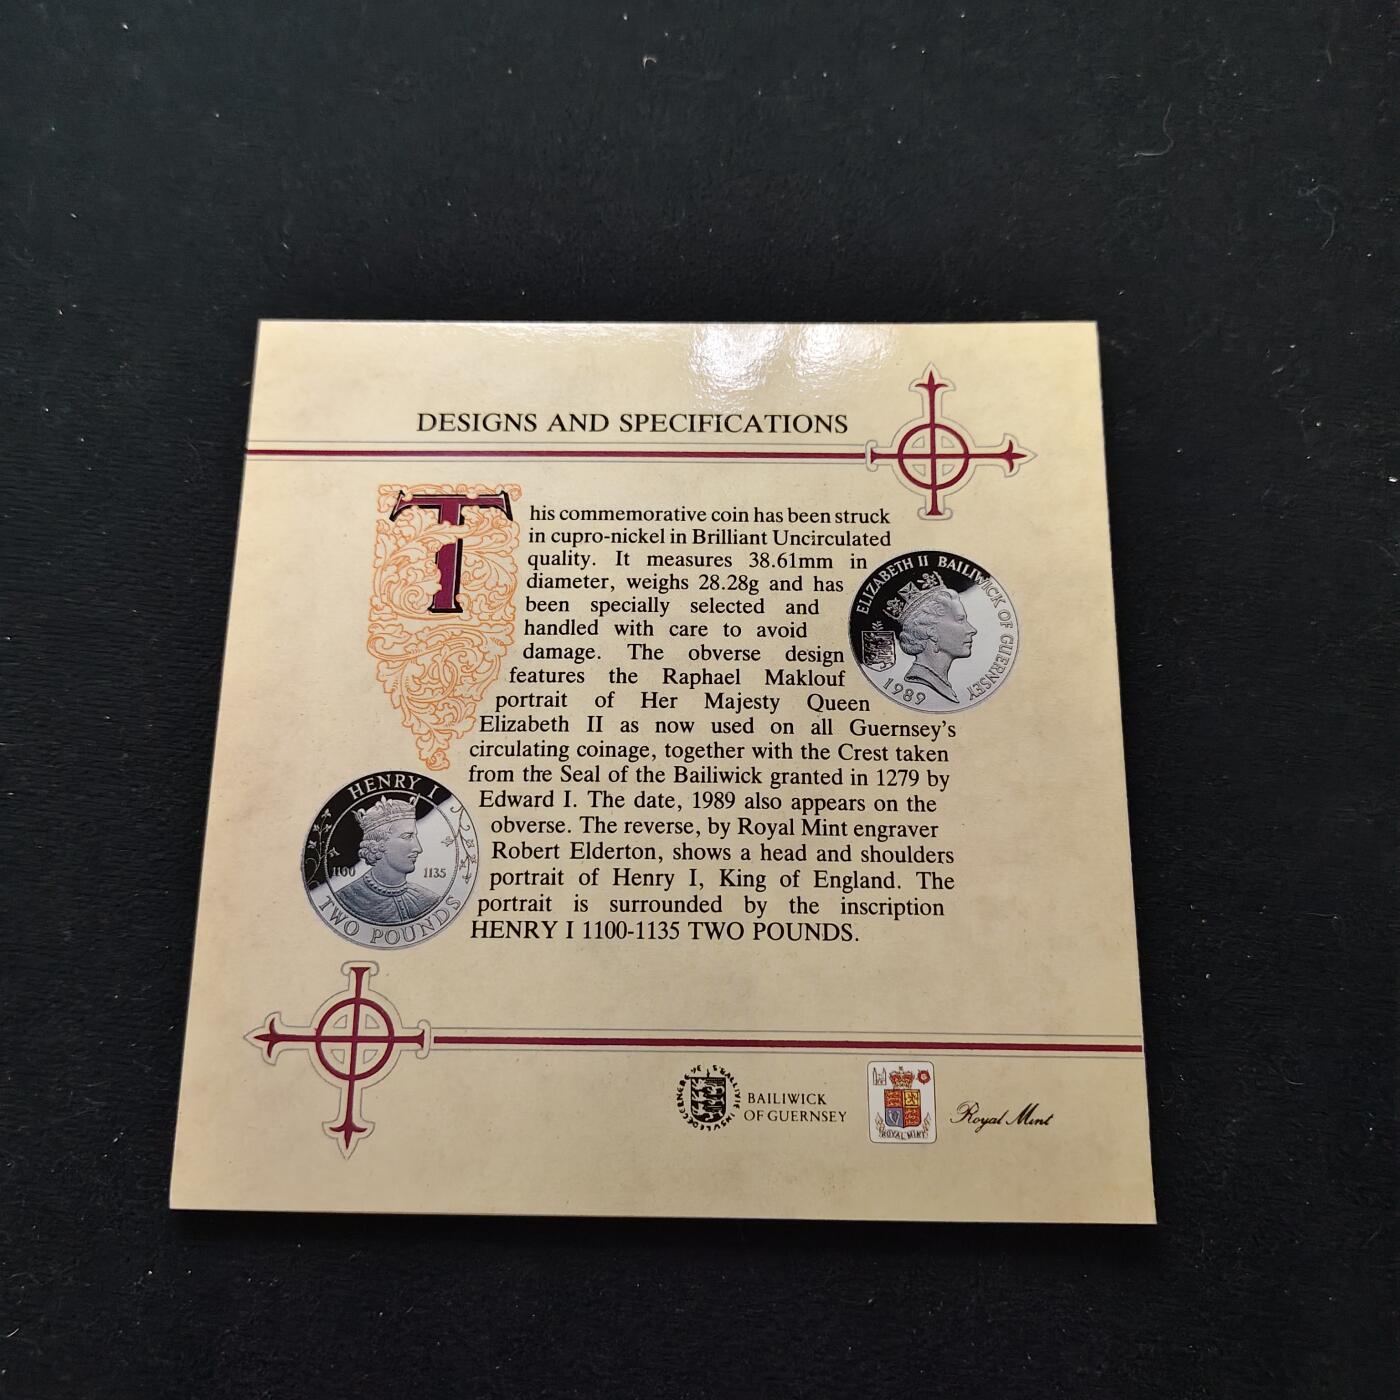 DESIGNS AND SPECIFICATIONS
This commemorative coin has been struck
in cupro-nickel in Brilliant Uncirculated
quality. It measures 38.61mm in
diameter, weighs 28.28g and has
been specially selected and
handled with care to avoid
damage. The obverse design
features the Raphael Maklouf
portrait of Her Majesty Queen
Elizabeth II as now used on all Guernsey's
circulating coinage, together with the Crest taken
from the Seal of the Bailiwick granted in 1279 by
Edward I. The date, 1989 also appears on the
obverse. The reverse, by Royal Mint engraver
Robert Elderton, shows a head and shoulders
portrait of Henry I, King of England. The
portrait is surrounded by the inscription
HENRY I 1100-1135 TWO POUNDS.
ELIZABETH II BAILIWICK OF GUERNSEY
1989
HENRY I
1100 1135
TWO POUNDS
BAILIWICK
OF GUERNSEY
ROYAL MINT
Royal Mint